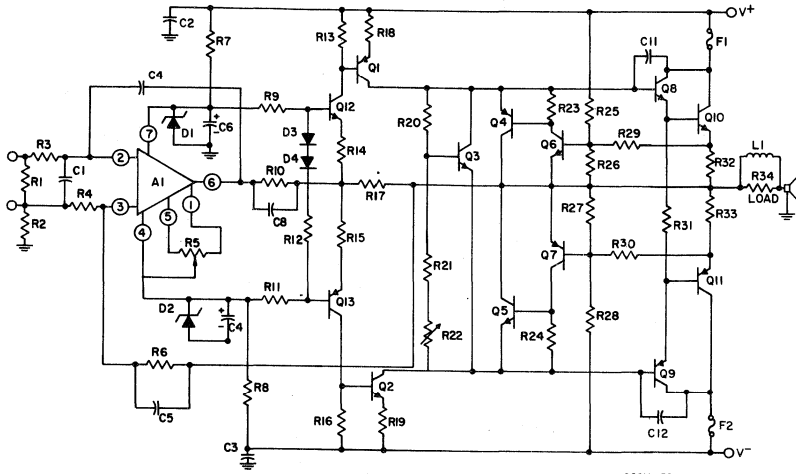 C2
R7
R13
R18
V+
F1
C11
Q1
Q8
C4
R9
Q12
R20
Q4
R23
R25
Q10
7
D1
C6
D3
D4
R14
Q3
Q6
R29
R3
2
R26
R32
L1
R1
C1
A1
6
R10
R17
R34
LOAD
R4
3
1
C8
R27
R33
R2
5
4
R5
R12
R15
R31
R21
Q7
R30
Q11
D2
C4
R11
Q13
R22
Q5
R24
R28
R6
R8
Q2
Q9
C5
R16
R19
C12
F2
C3
V-